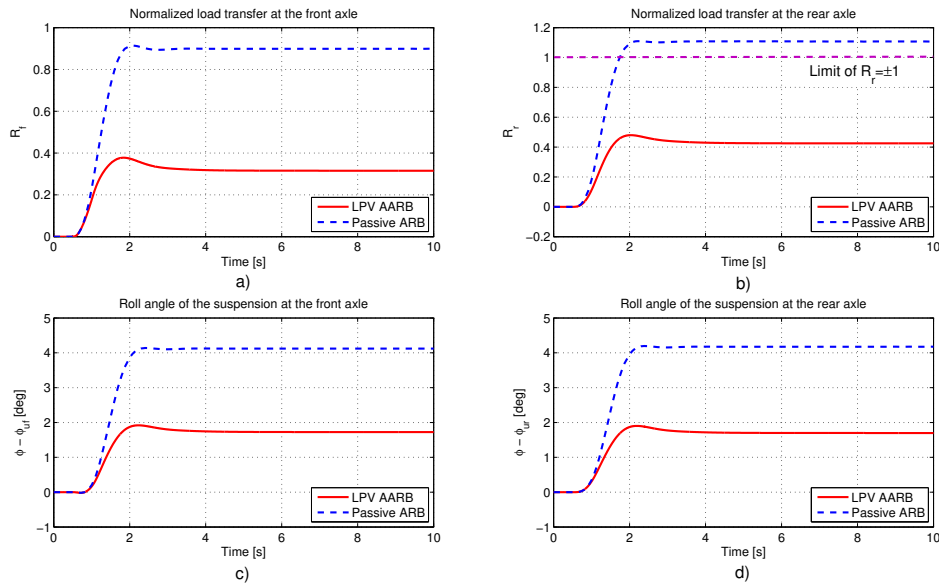 Normalized load transfer at the front axle
1
0.8
0.6
0.4
0.2
0
R_f
0 2 4 6 8 10
Time [s]
LPV AARB
Passive ARB
a)
Normalized load transfer at the rear axle
1.2
1
0.8
0.6
0.4
0.2
0
−0.2
R_r
Limit of R_r=±1
0 2 4 6 8 10
Time [s]
LPV AARB
Passive ARB
b)
Roll angle of the suspension at the front axle
5
4
3
2
1
0
−1
ϕ − ϕ_uf [deg]
0 2 4 6 8 10
Time [s]
LPV AARB
Passive ARB
c)
Roll angle of the suspension at the rear axle
5
4
3
2
1
0
−1
ϕ − ϕ_ur [deg]
0 2 4 6 8 10
Time [s]
LPV AARB
Passive ARB
d)